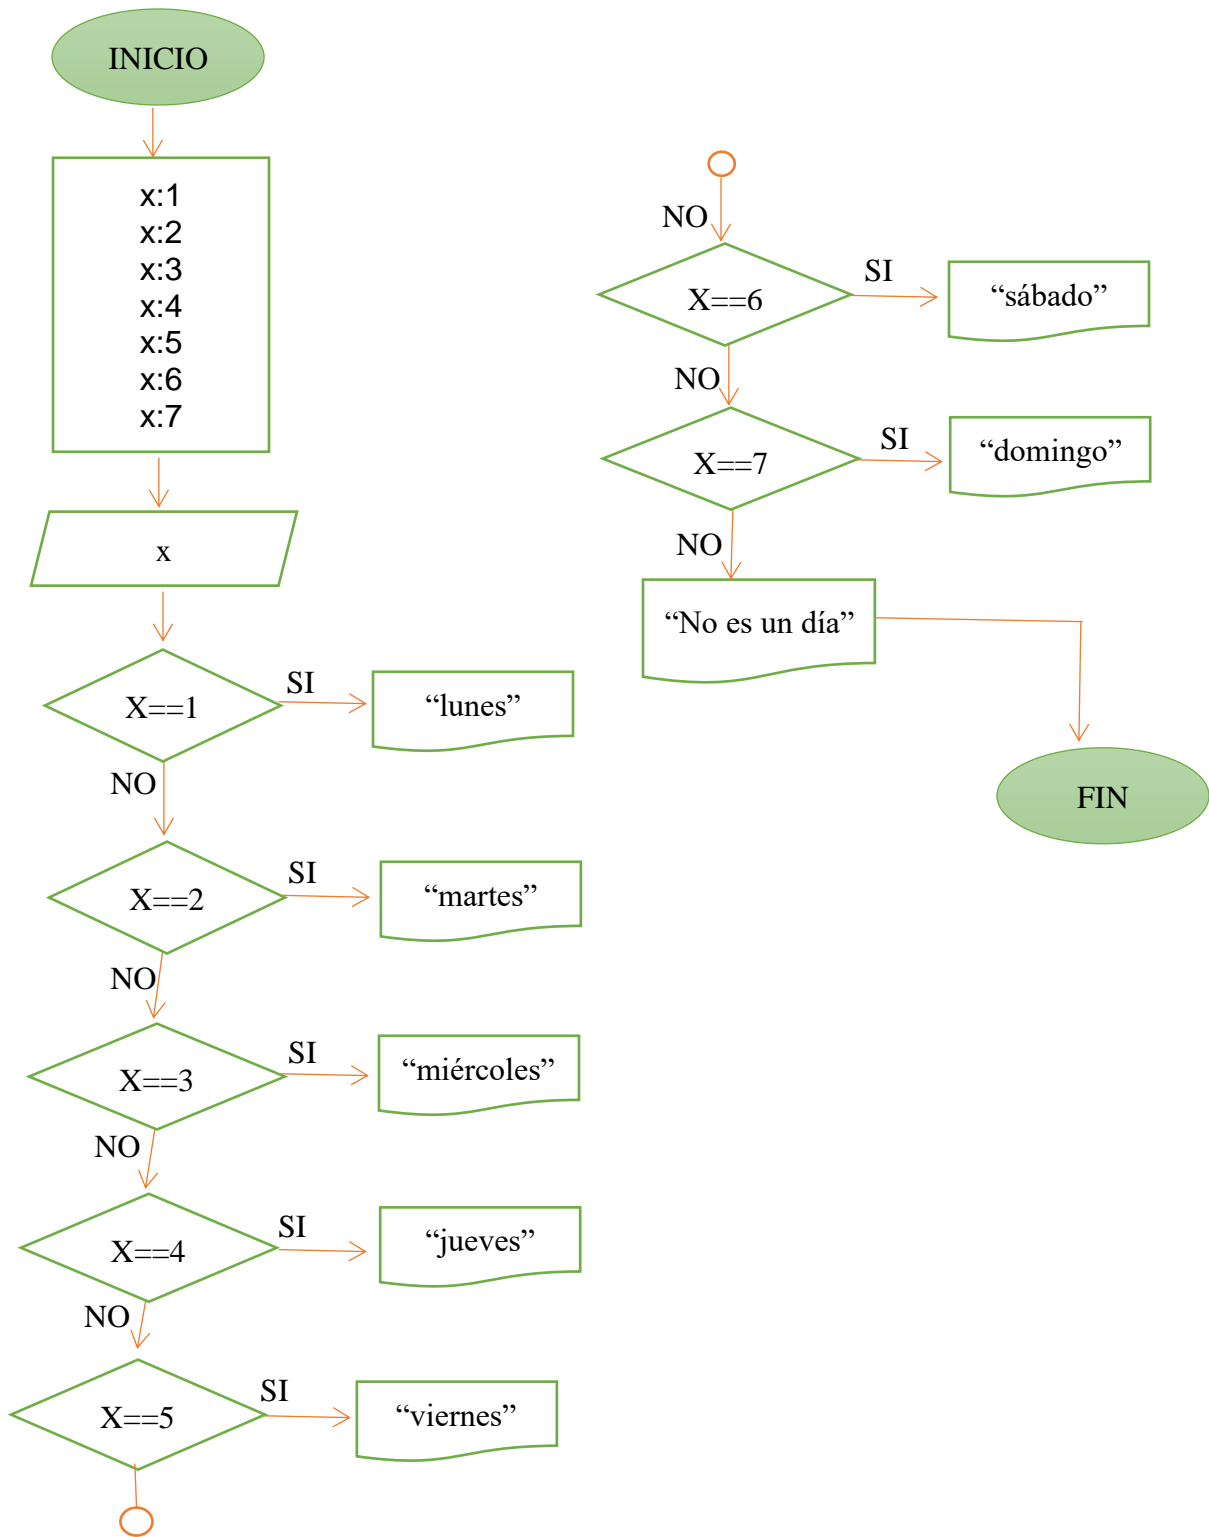 INICIO
x:1
x:2
x:3
x:4
x:5
x:6
x:7
x
X==1
SI
“lunes”
NO
X==2
SI
“martes”
NO
X==3
SI
“miércoles”
NO
X==4
SI
“jueves”
NO
X==5
SI
“viernes”
NO
X==6
SI
“sábado”
NO
X==7
SI
“domingo”
NO
“No es un día”
FIN